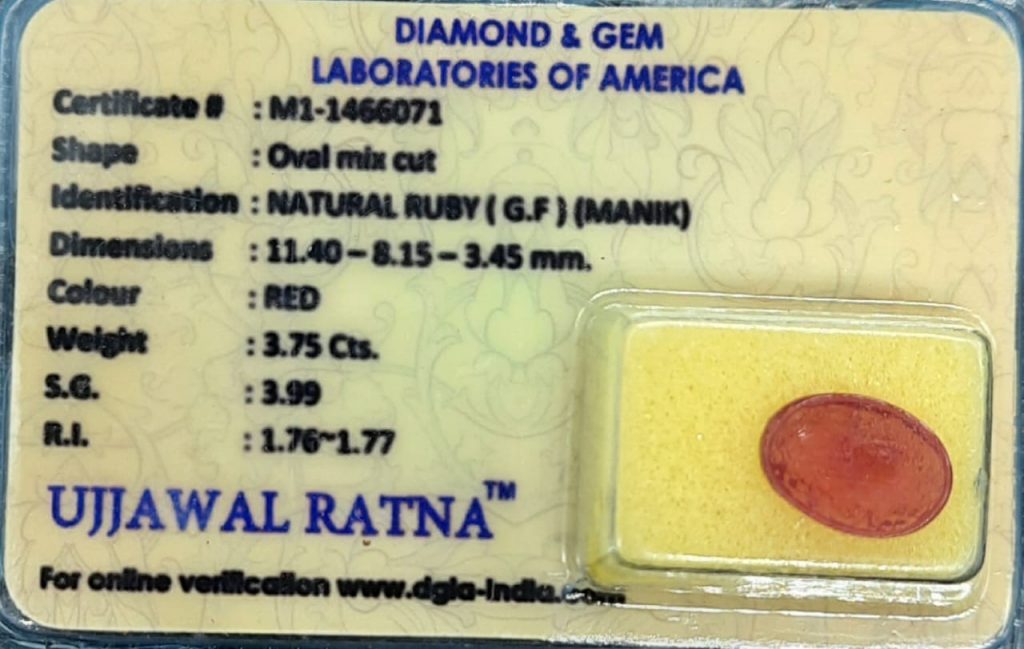 DIAMOND & GEM
LABORATORIES OF AMERICA
Certificate # : M1-1466071
Shape : Oval mix cut
Identification : NATURAL RUBY ( G.F ) (MANIK)
Dimensions : 11.40 – 8.15 – 3.45 mm.
Colour : RED
Weight : 3.75 Cts.
S.G. : 3.99
R.I. : 1.76~1.77
UJJAWAL RATNA™
For online verification www.dgla-india.com